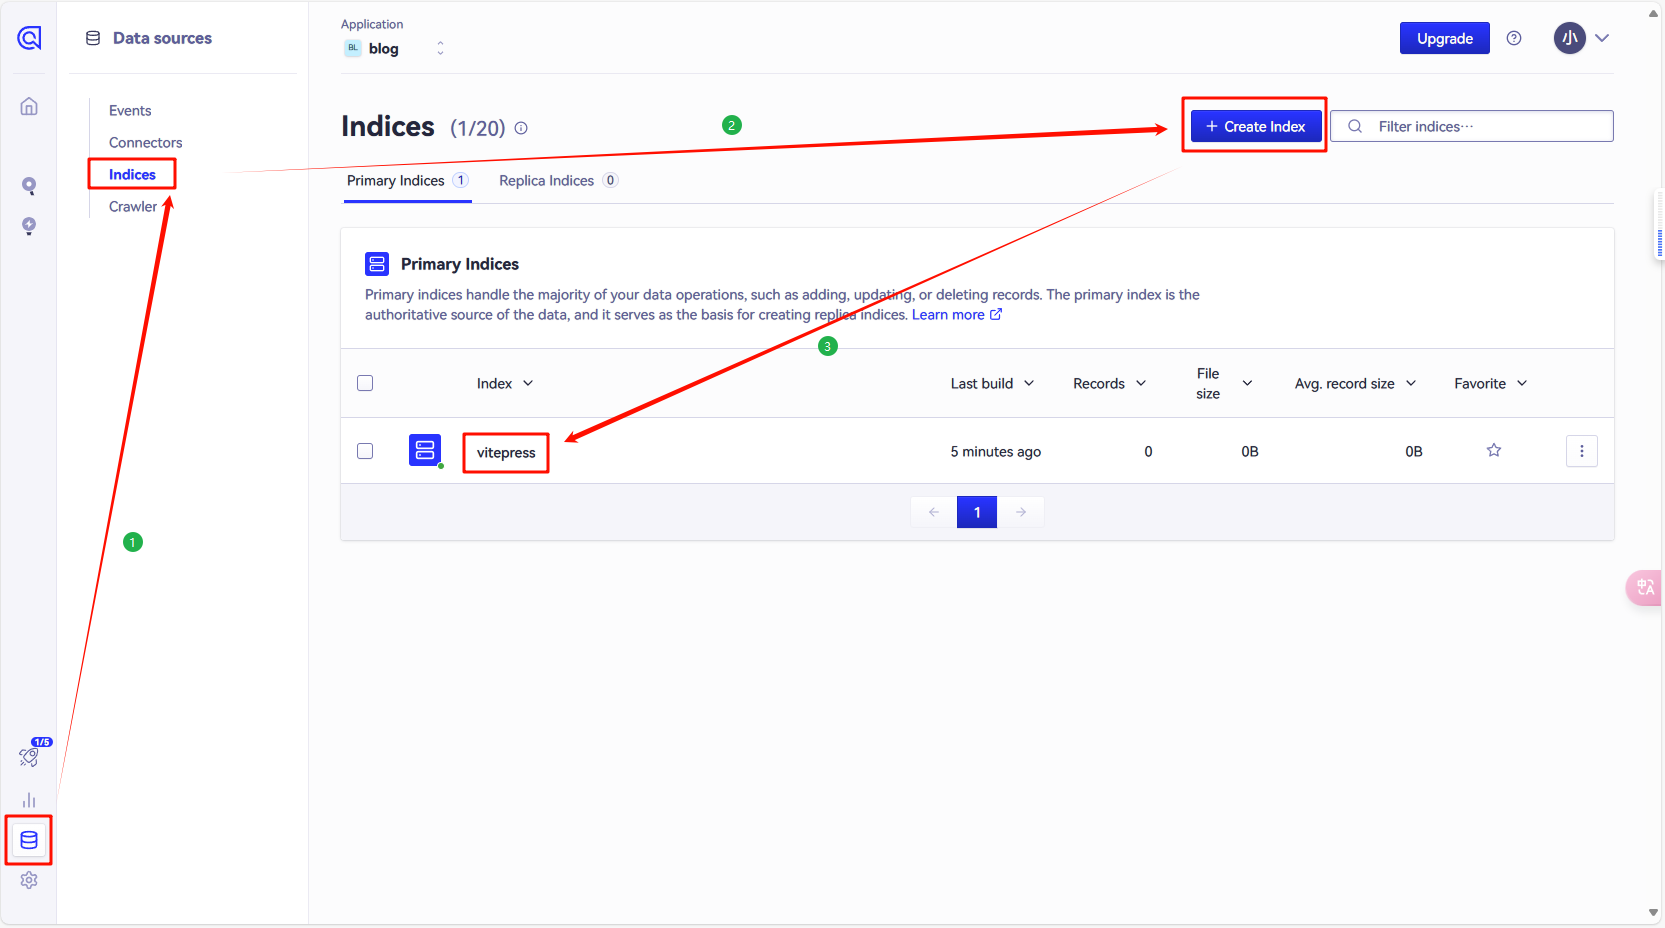 Data sources
Events
Connectors
Indices
Crawler
1/5
Application
BL blog
Upgrade
小
Indices (1/20)
+ Create Index
Filter indices···
Primary Indices 1
Replica Indices 0
Primary Indices
Primary indices handle the majority of your data operations, such as adding, updating, or deleting records. The primary index is the
authoritative source of the data, and it serves as the basis for creating replica indices. Learn more
Index
Last build
Records
File
size
Avg. record size
Favorite
vitepress
5 minutes ago
0
0B
0B
1
1
2
3
中A